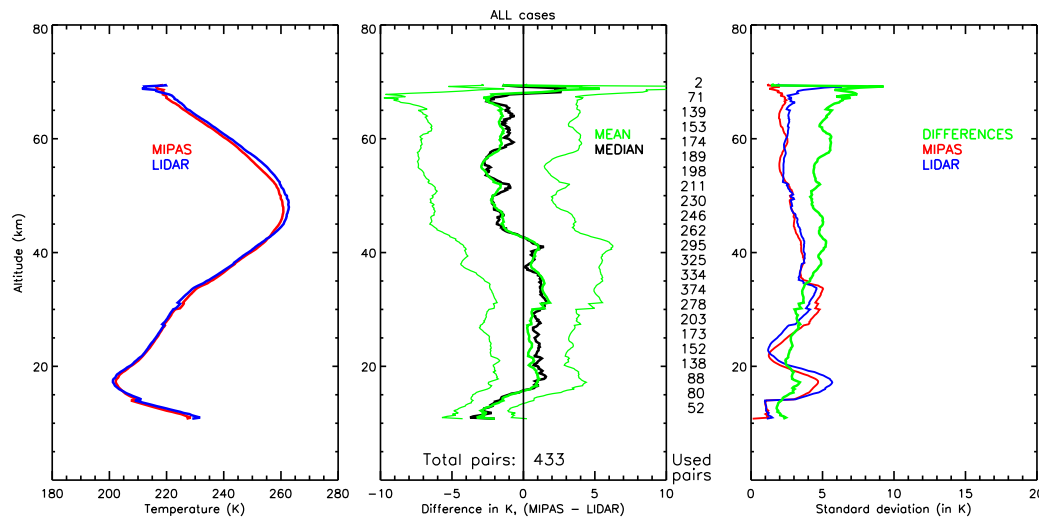 ALL cases
80
60
40
20
Altitude (km)
180 200 220 240 260 280
Temperature (K)
MIPAS
LIDAR
80
60
40
20
0
MEAN
MEDIAN
Total pairs: 433
-10 -5 0 5 10
Difference in K, (MIPAS - LIDAR)
2
71
139
153
174
189
198
211
230
246
262
295
325
334
374
278
203
173
152
138
88
80
52
Used
pairs
80
60
40
20
0
DIFFERENCES
MIPAS
LIDAR
0 5 10 15 20
Standard deviation (in K)